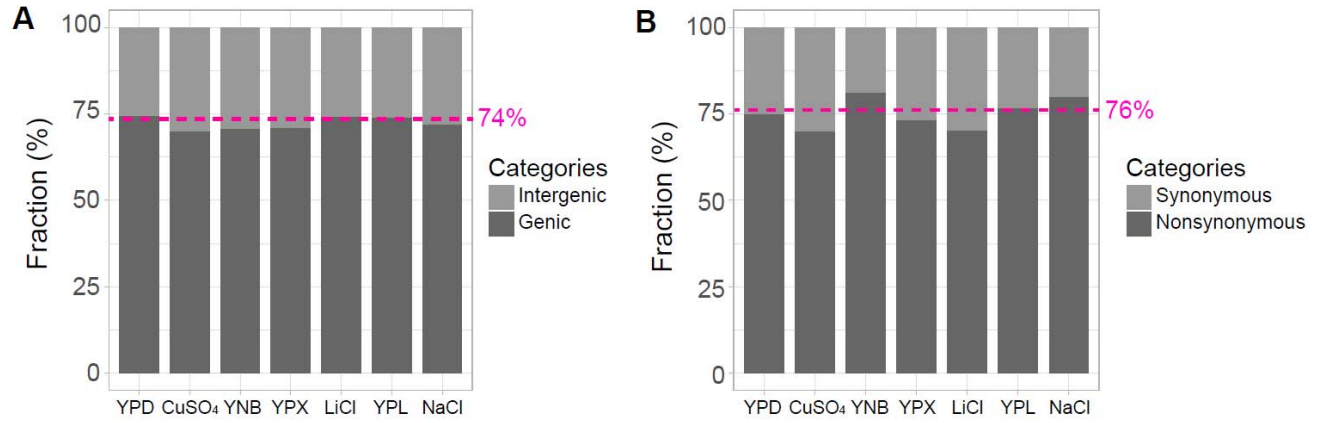 A
Fraction (%)
100
75
50
25
0
74%
Categories
Intergenic
Genic
YPD CuSO₄ YNB YPX LiCl YPL NaCl
B
Fraction (%)
100
75
50
25
0
76%
Categories
Synonymous
Nonsynonymous
YPD CuSO₄ YNB YPX LiCl YPL NaCl